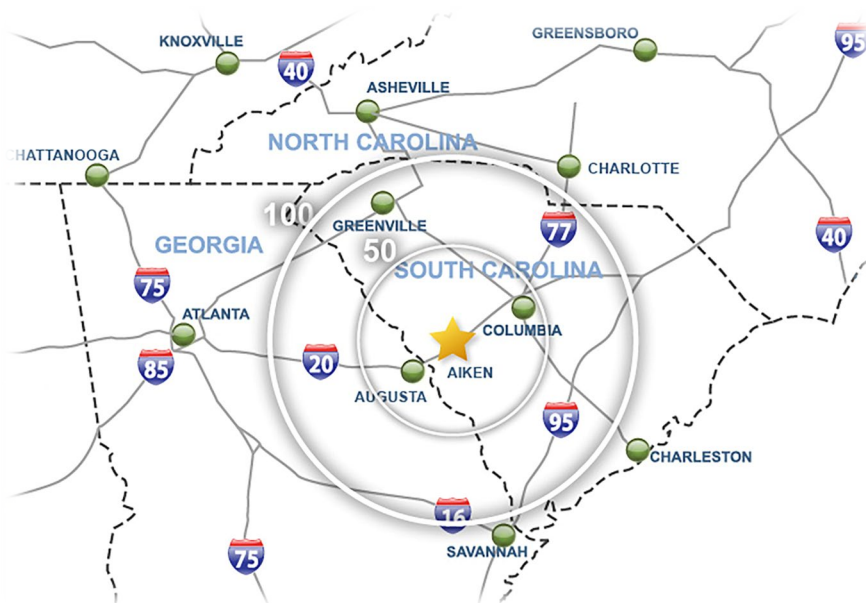 GREENSBORO
95
KNOXVILLE
40
ASHEVILLE
NORTH CAROLINA
HATTANOOGA
CHARLOTTE
100
GREENVILLE
77
40
GEORGIA
50
SOUTH CAROLINA
75
ATLANTA
COLUMBIA
85
20
AIKEN
AUGUSTA
95
CHARLESTON
16
75
SAVANNAH